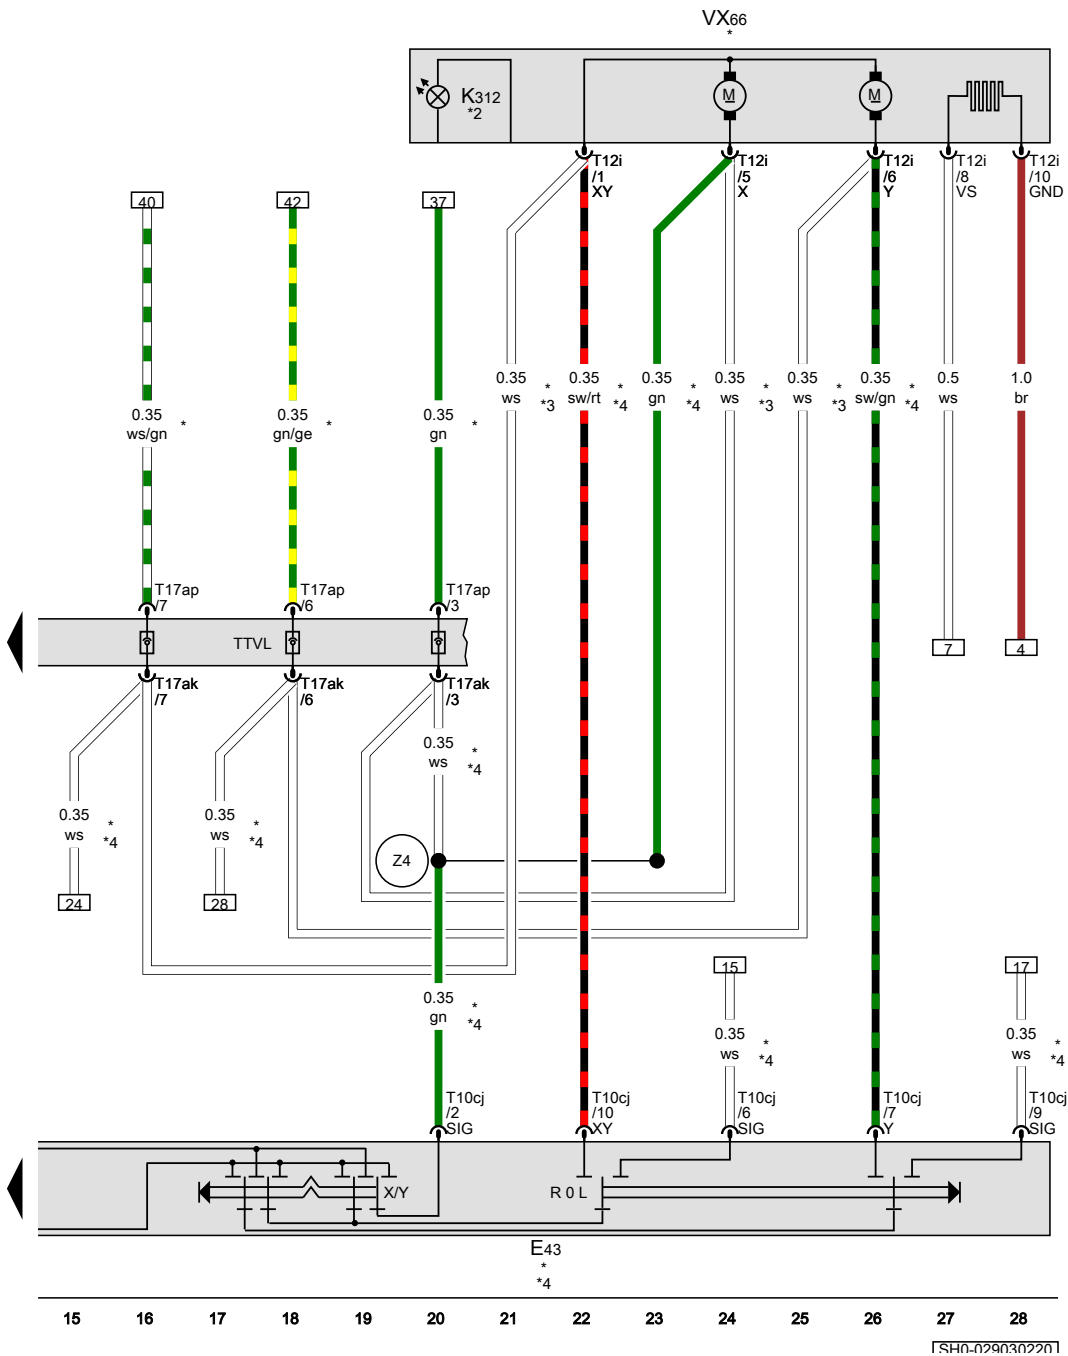 VX66
*
K312
*2
M
M
T12i
/1
XY
T12i
/5
X
T12i
/6
Y
T12i
/8
VS
T12i
/10
GND
40
42
37
0.35
ws/gn
*
0.35
gn/ge
*
0.35
gn
*
0.35
ws
*
*3
0.35
sw/rt
*
*4
0.35
gn
*
*4
0.35
ws
*
*3
0.35
ws
*
*3
0.35
sw/gn
*
*4
0.5
ws
1.0
br
T17ap
/7
T17ap
/6
T17ap
/3
TTVL
7
4
T17ak
/7
T17ak
/6
T17ak
/3
0.35
ws
*
*4
0.35
ws
*
*4
0.35
ws
*
*4
Z4
24
28
15
17
0.35
gn
*
*4
0.35
ws
*
*4
0.35
ws
*
*4
T10cj
/2
SIG
T10cj
/10
XY
T10cj
/6
SIG
T10cj
/7
Y
T10cj
/9
SIG
X/Y
R 0 L
E43
*
*4
15 16 17 18 19 20 21 22 23 24 25 26 27 28
SH0-029030220